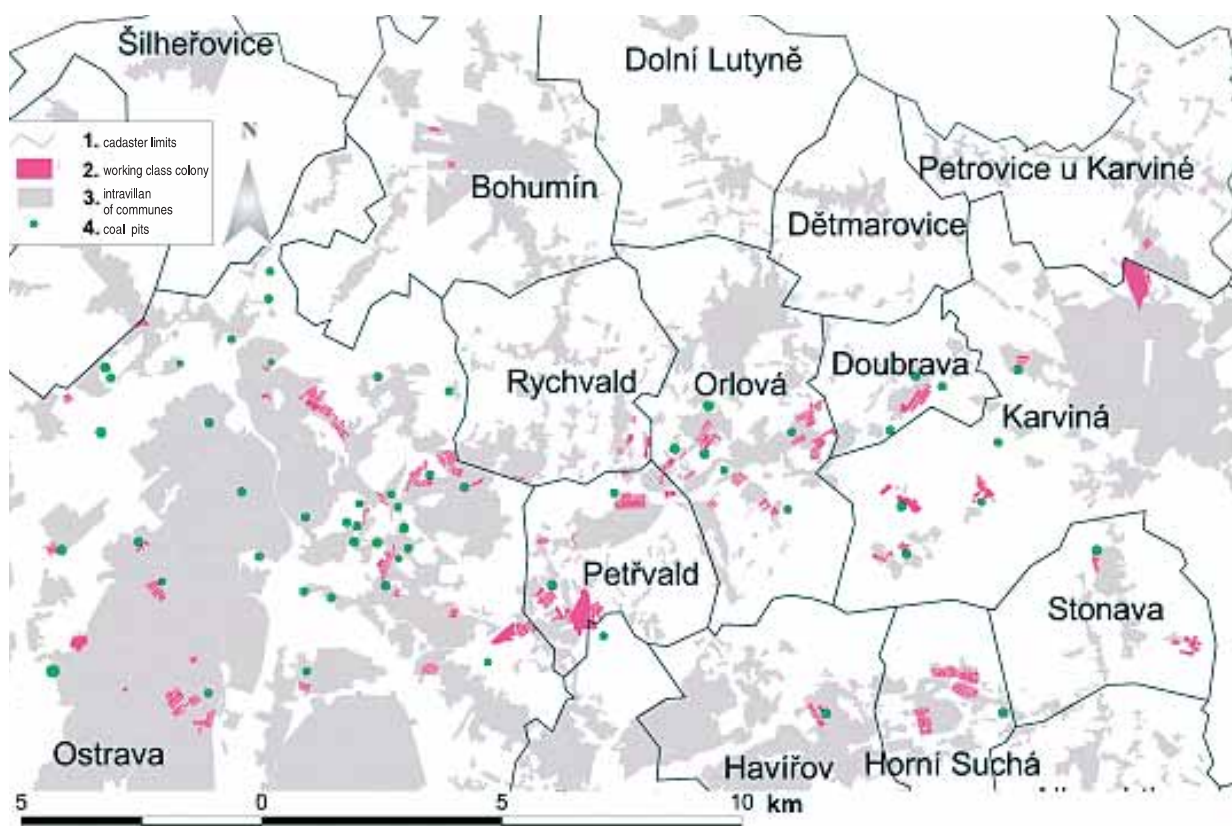 Šilheřovice
Dolní Lutyně
N
1. cadaster limits
2. working class colony
3. intravillan
of communes
4. coal pits
Petrovice u Karviné
Bohumín
Dětmarovice
Rychvald
Orlová
Doubrava
Karviná
Petřvald
Stonava
Ostrava
Havířov
Horní Suchá
5 0 5 10 km